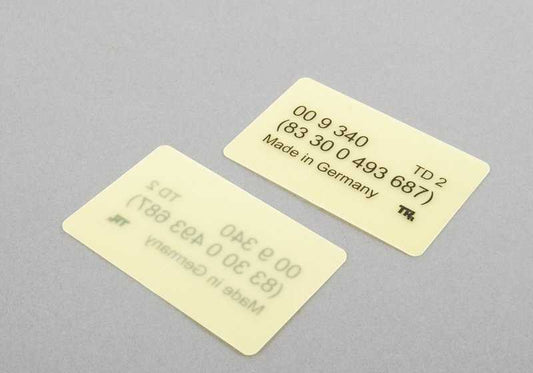 00 9 340
TD 2
(83 30 0 493 687)
Made in Germany
TR.
00 9 340
TD 2
(83 30 0 493 687)
Made in Germany